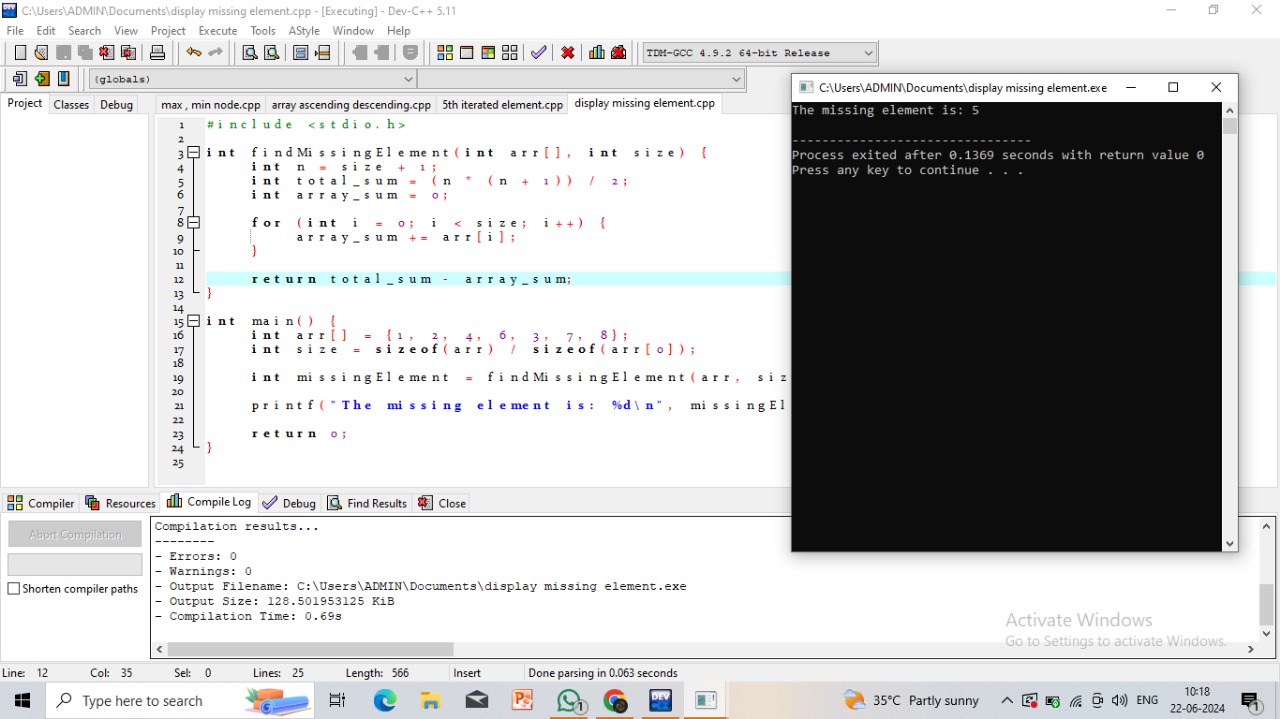 C:\Users\ADMIN\Documents\display missing element.cpp - [Executing] - Dev-C++ 5.11
File Edit Search View Project Execute Tools AStyle Window Help
TDM-GCC 4.9.2 64-bit Release
(globals)
Project Classes Debug
max , min node.cpp array ascending descending.cpp 5th iterated element.cpp display missing element.cpp
1 #include <stdio.h>
2
3 int findMissingElement(int arr[], int size) {
4 int n = size + 1;
5 int total_sum = (n * (n + 1)) / 2;
6 int array_sum = 0;
7
8 for (int i = 0; i < size; i++) {
9 array_sum += arr[i];
10 }
11
12 return total_sum - array_sum;
13 }
14
15 int main() {
16 int arr[] = {1, 2, 4, 6, 3, 7, 8};
17 int size = sizeof(arr) / sizeof(arr[0]);
18
19 int missingElement = findMissingElement(arr, siz
20
21 printf("The missing element is: %d\n", missingEl
22
23 return 0;
24 }
25
C:\Users\ADMIN\Documents\display missing element.exe
The missing element is: 5
--------------------------------
Process exited after 0.1369 seconds with return value 0
Press any key to continue . . .
Compiler Resources Compile Log Debug Find Results Close
Abort Compilation
Shorten compiler paths
Compilation results...
--------
- Errors: 0
- Warnings: 0
- Output Filename: C:\Users\ADMIN\Documents\display missing element.exe
- Output Size: 128.501953125 KiB
- Compilation Time: 0.69s
Activate Windows
Go to Settings to activate Windows.
Line: 12 Col: 35 Sel: 0 Lines: 25 Length: 566 Insert Done parsing in 0.063 seconds
Type here to search
35°C Partly sunny
ENG
10:18
22-06-2024